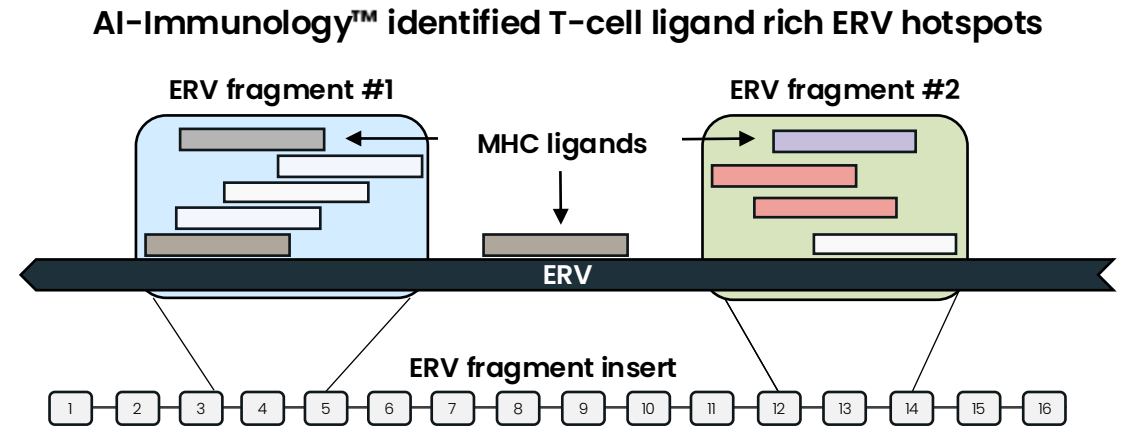 AI-Immunology™ identified T-cell ligand rich ERV hotspots
ERV fragment #1
ERV fragment #2
MHC ligands
ERV
ERV fragment insert
1 2 3 4 5 6 7 8 9 10 11 12 13 14 15 16